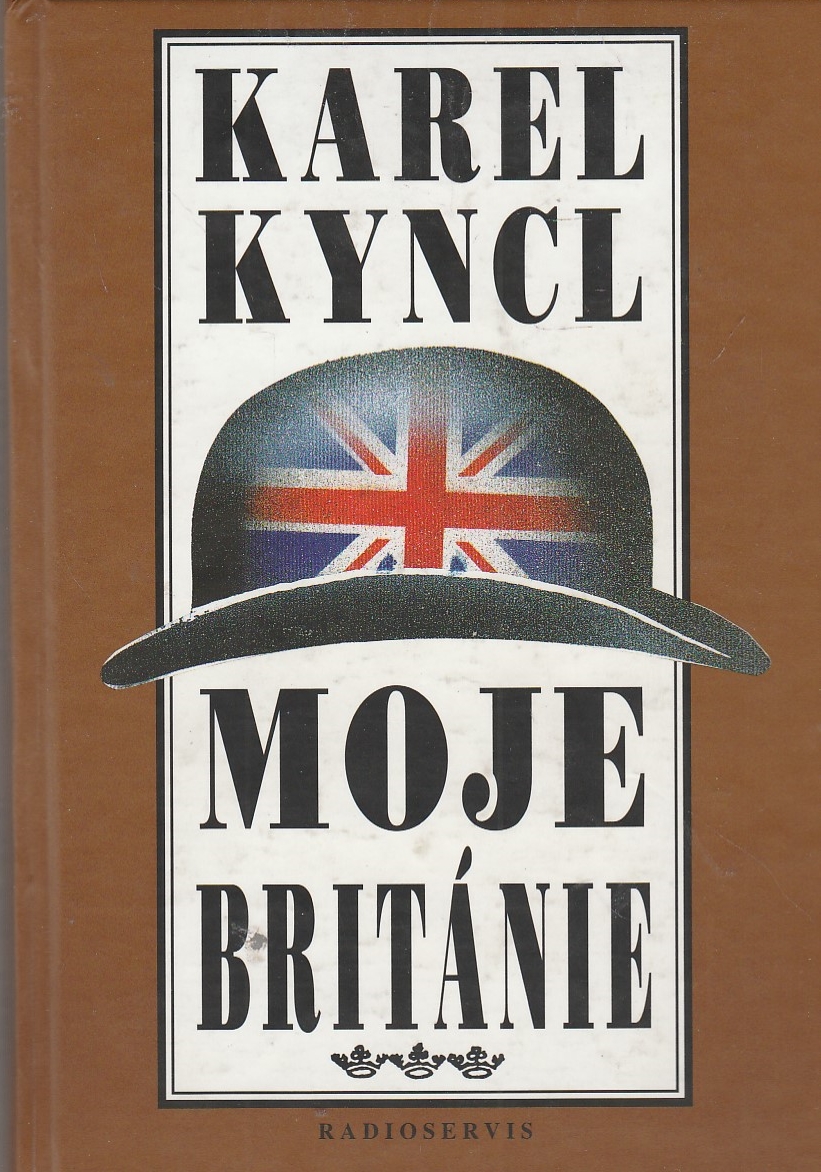 KAREL
KYNCL
MOJE
BRITÁNIE
RADIOSERVIS